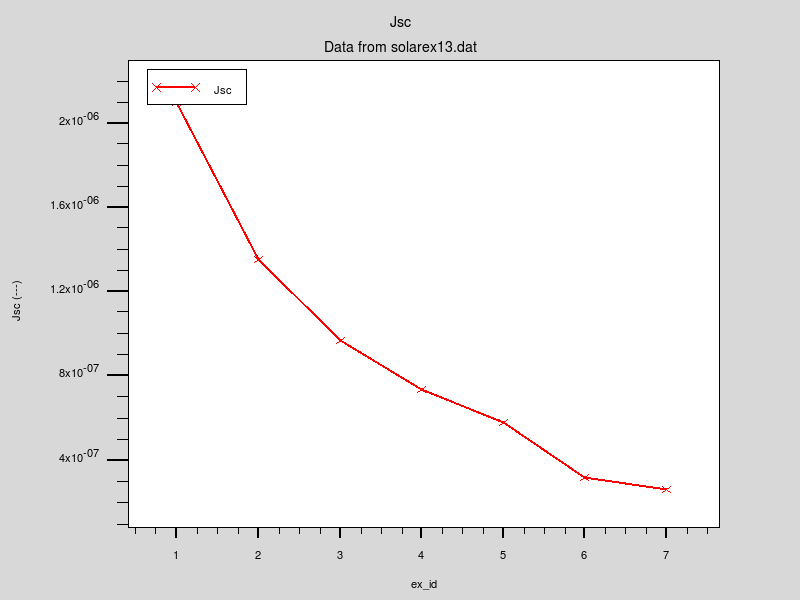 Jsc
Data from solarex13.dat
Jsc
2x10-06
1.6x10-06
1.2x10-06
8x10-07
4x10-07
Jsc (---)
1 2 3 4 5 6 7
ex_id